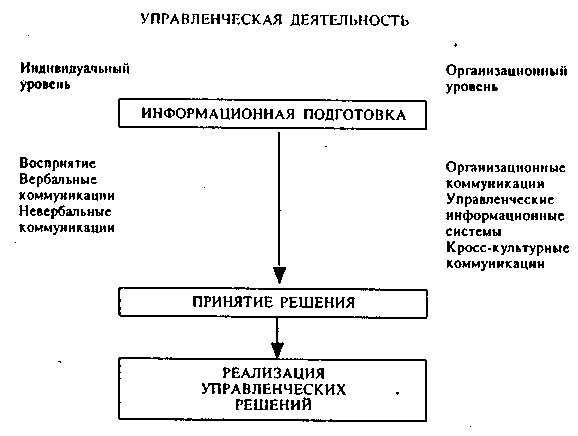 УПРАВЛЕНЧЕСКАЯ ДЕЯТЕЛЬНОСТЬ
Индивидуальный
уровень
Организационный
уровень
ИНФОРМАЦИОННАЯ ПОДГОТОВКА
Восприятие
Вербальные
коммуникации
Невербальные
коммуникации
Организационные
коммуникации
Управленческие
информационные
системы
Кросс-культурные
коммуникации
ПРИНЯТИЕ РЕШЕНИЯ
РЕАЛИЗАЦИЯ
УПРАВЛЕНЧЕСКИХ
РЕШЕНИЙ